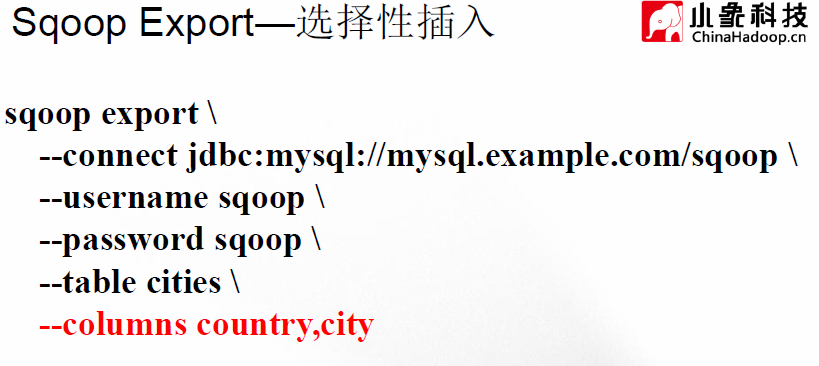 Sqoop Export—选择性插入
小象科技
ChinaHadoop.cn
sqoop export \
--connect jdbc:mysql://mysql.example.com/sqoop \
--username sqoop \
--password sqoop \
--table cities \
--columns country,city